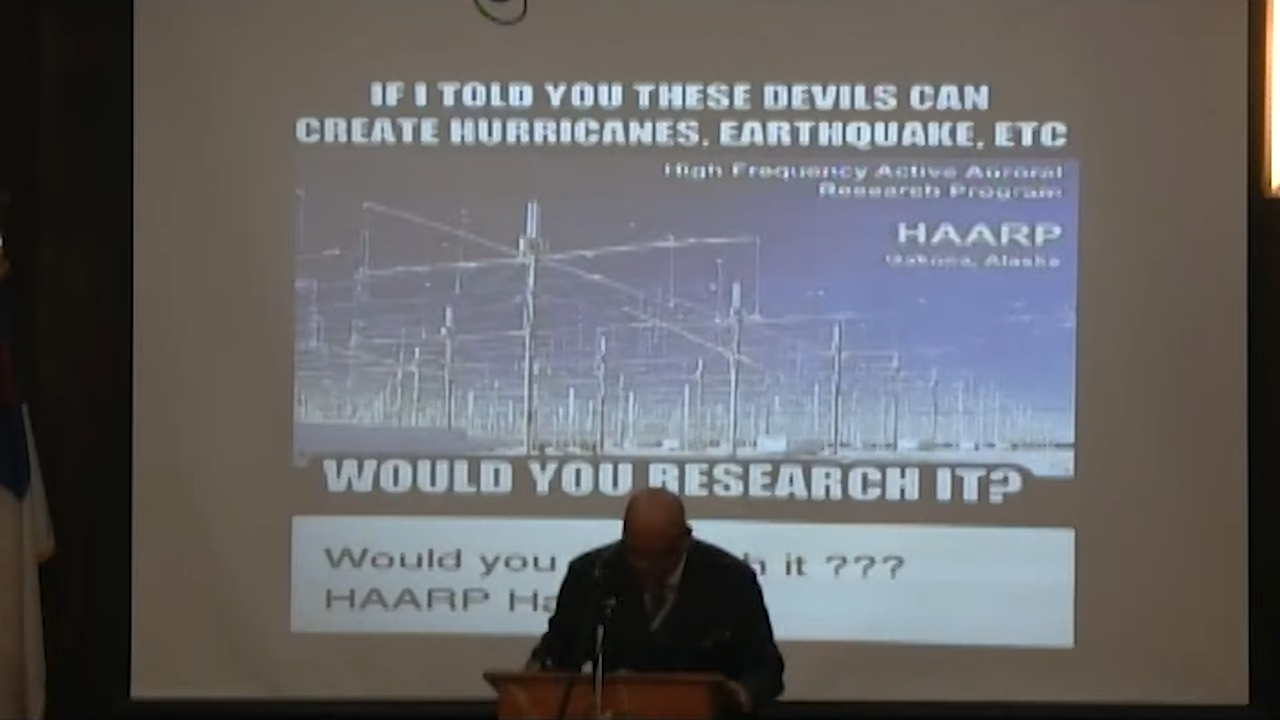 IF I TOLD YOU THESE DEVILS CAN
CREATE HURRICANES, EARTHQUAKE, ETC
High Frequency Active Auroral
Research Program
HAARP
Gakona, Alaska
WOULD YOU RESEARCH IT?
Would you it ???
HAARP